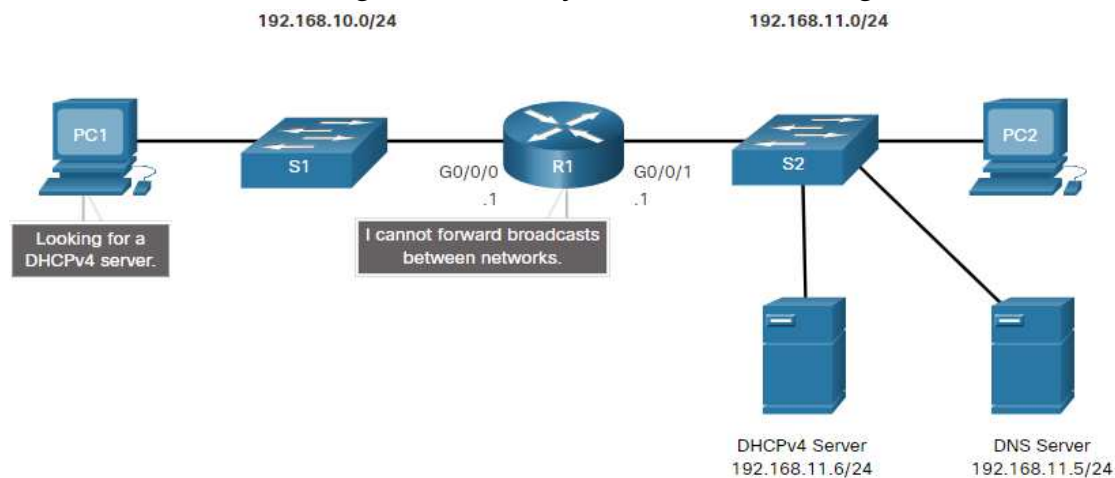 192.168.10.0/24
192.168.11.0/24
PC1
S1
G0/0/0
.1
R1
G0/0/1
.1
S2
PC2
Looking for a
DHCPv4 server.
I cannot forward broadcasts
between networks.
DHCPv4 Server
192.168.11.6/24
DNS Server
192.168.11.5/24